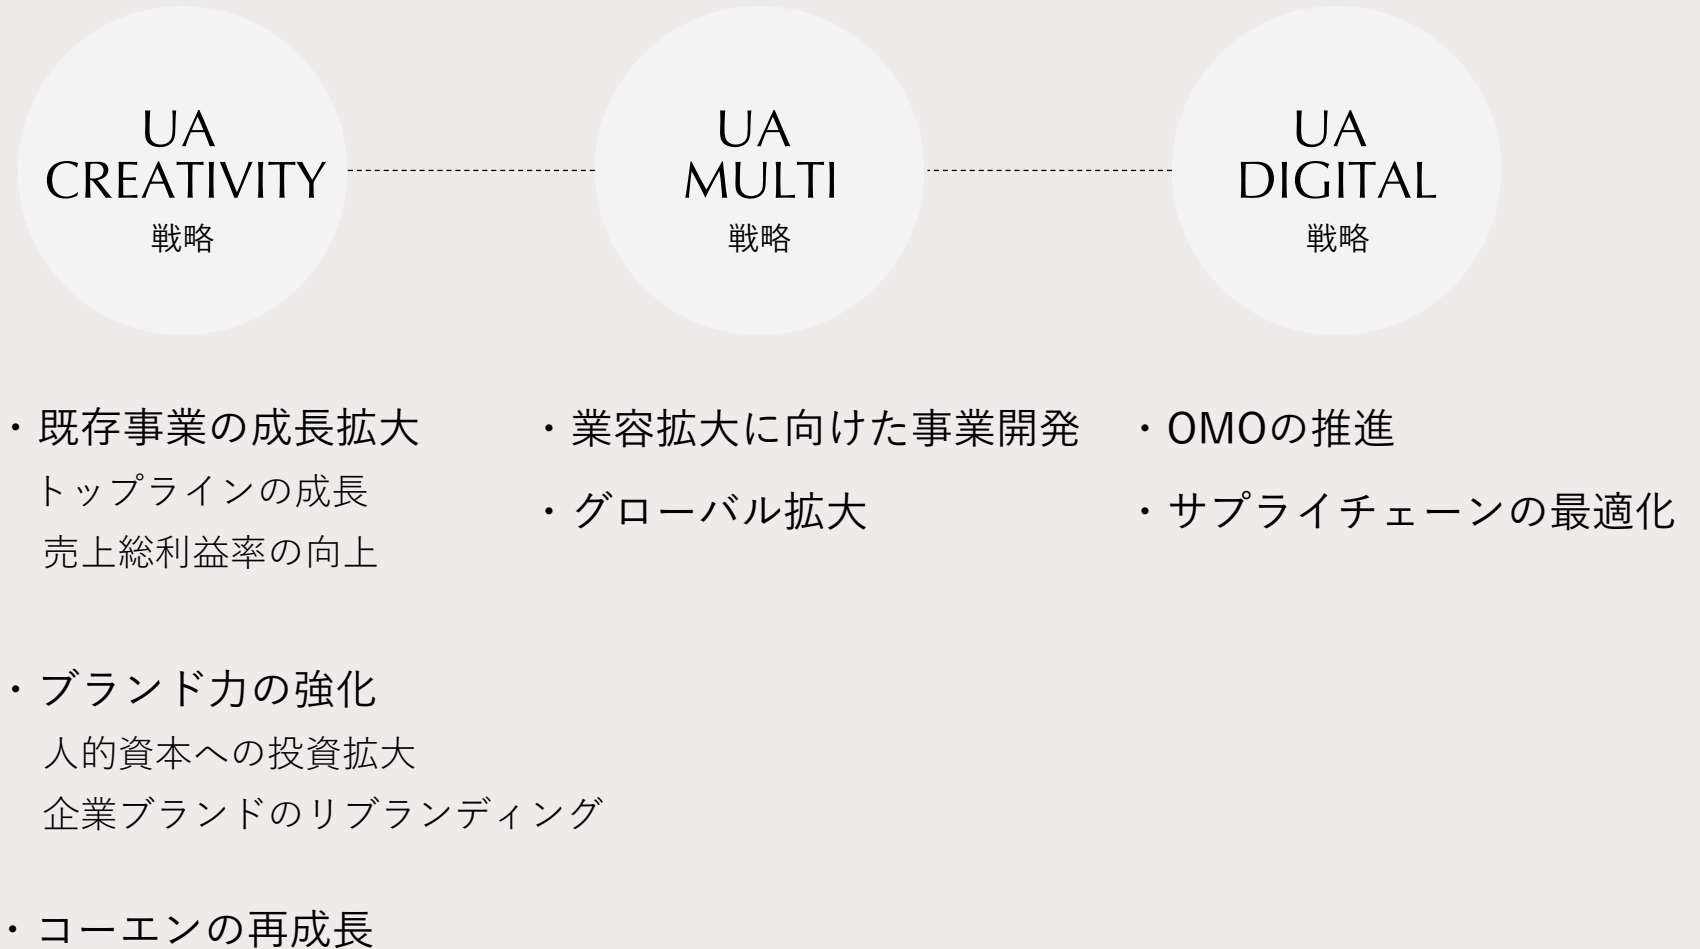 UA
CREATIVITY
戦略
UA
MULTI
戦略
UA
DIGITAL
戦略
・既存事業の成長拡大
トップラインの成長
売上総利益率の向上
・ブランド力の強化
人的資本への投資拡大
企業ブランドのリブランディング
・コーエンの再成長
・業容拡大に向けた事業開発
・グローバル拡大
・OMOの推進
・サプライチェーンの最適化